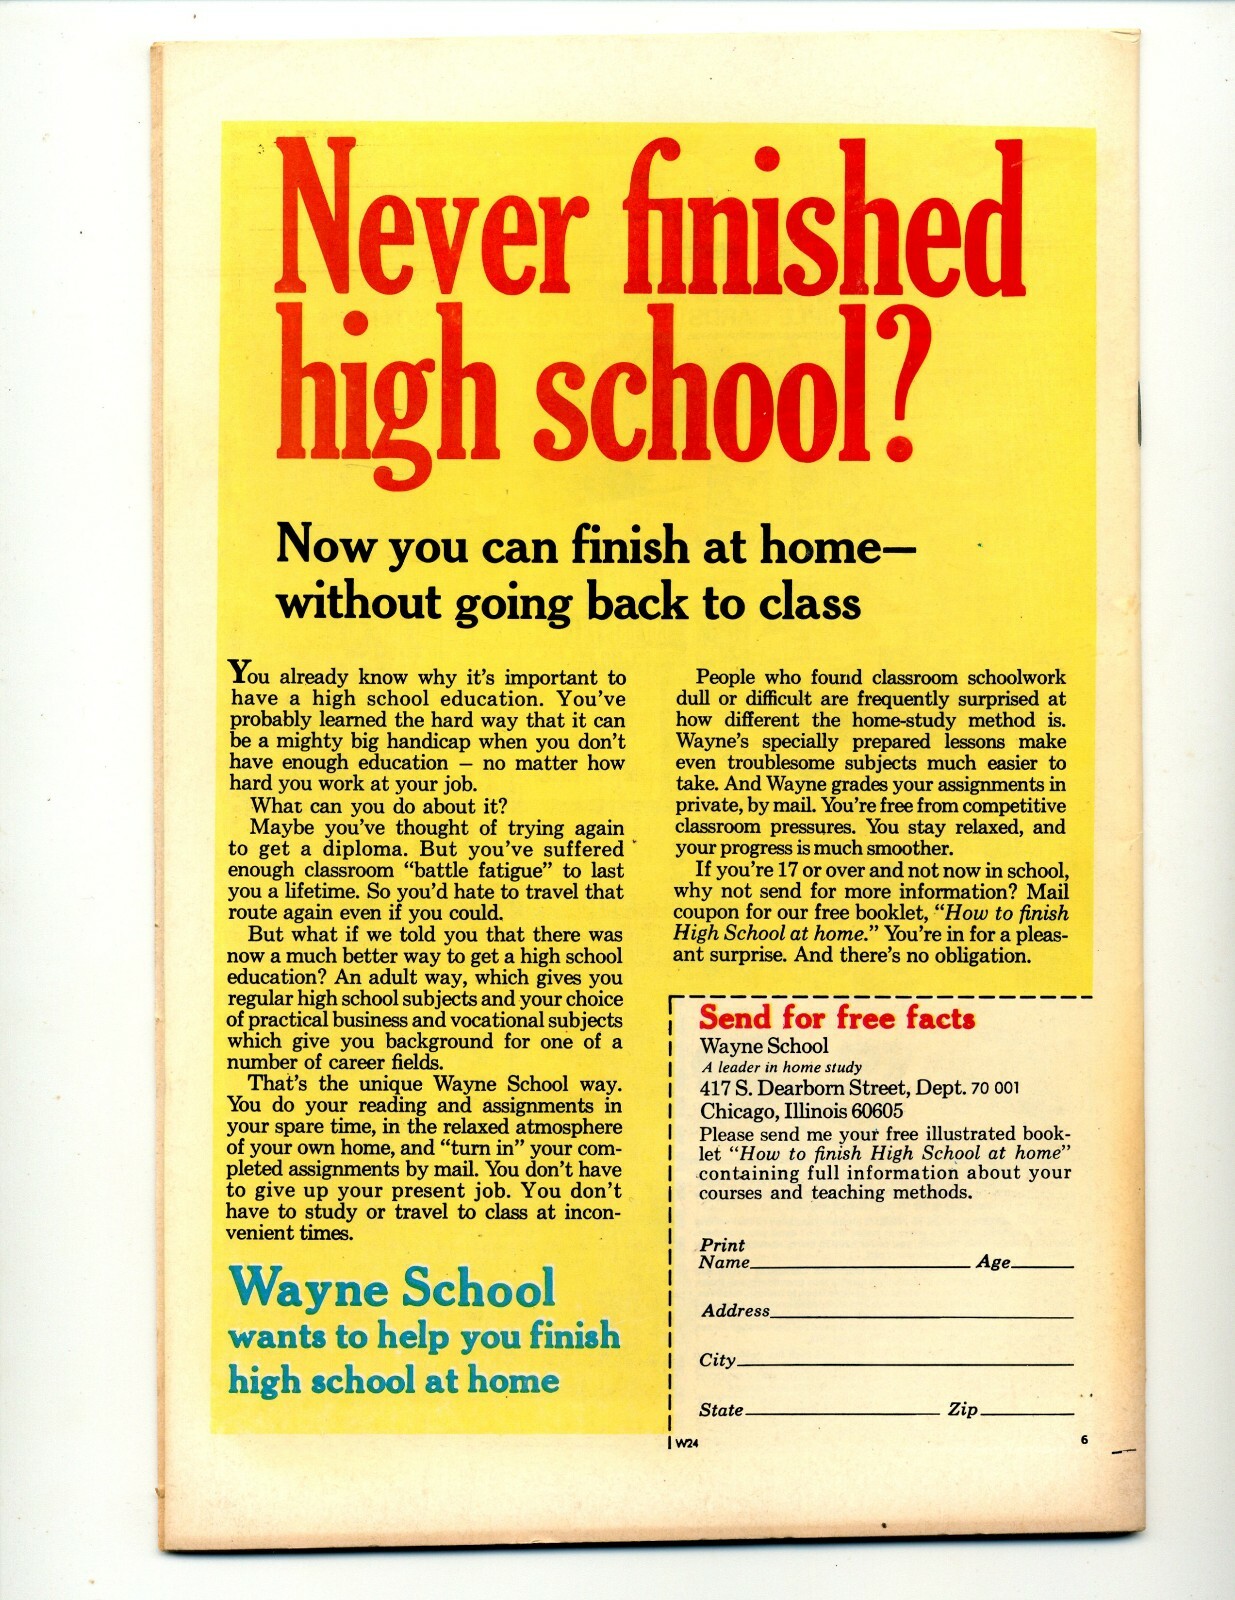 Never finished
high school?
Now you can finish at home—
without going back to class
You already know why it's important to
have a high school education. You've
probably learned the hard way that it can
be a mighty big handicap when you don't
have enough education – no matter how
hard you work at your job.
What can you do about it?
Maybe you've thought of trying again
to get a diploma. But you've suffered
enough classroom "battle fatigue" to last
you a lifetime. So you'd hate to travel that
route again even if you could.
But what if we told you that there was
now a much better way to get a high school
education? An adult way, which gives you
regular high school subjects and your choice
of practical business and vocational subjects
which give you background for one of a
number of career fields.
That's the unique Wayne School way.
You do your reading and assignments in
your spare time, in the relaxed atmosphere
of your own home, and "turn in" your com-
pleted assignments by mail. You don't have
to give up your present job. You don't
have to study or travel to class at incon-
venient times.
Wayne School
wants to help you finish
high school at home
People who found classroom schoolwork
dull or difficult are frequently surprised at
how different the home-study method is.
Wayne's specially prepared lessons make
even troublesome subjects much easier to
take. And Wayne grades your assignments in
private, by mail. You're free from competitive
classroom pressures. You stay relaxed, and
your progress is much smoother.
If you're 17 or over and not now in school,
why not send for more information? Mail
coupon for our free booklet, "How to finish
High School at home." You're in for a pleas-
ant surprise. And there's no obligation.
Send for free facts
Wayne School
A leader in home study
417 S. Dearborn Street, Dept. 70 001
Chicago, Illinois 60605
Please send me your free illustrated book-
let "How to finish High School at home"
containing full information about your
courses and teaching methods.
Print
Name Age
Address
City
State Zip
W24 6